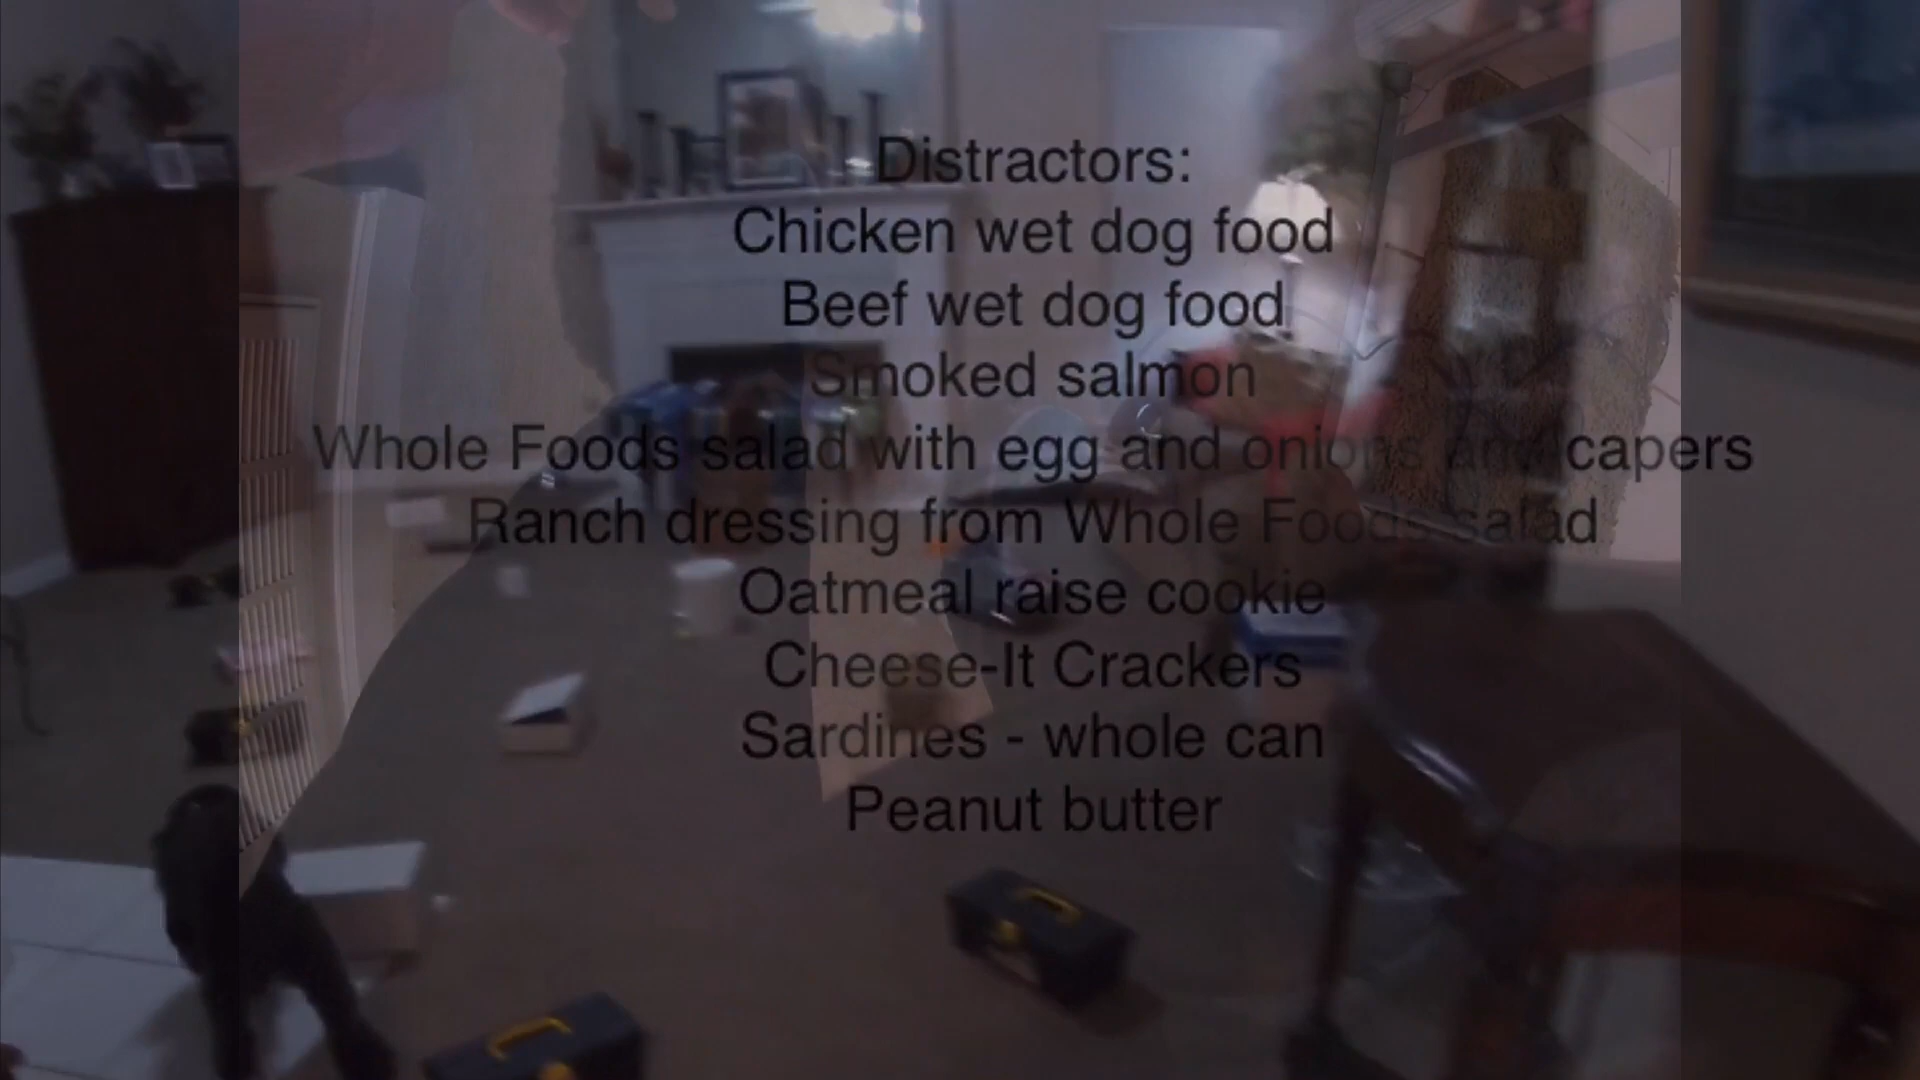 Distractors:
Chicken wet dog food
Beef wet dog food
Smoked salmon
Whole Foods salad with egg and onions and capers
Ranch dressing from Whole Foods salad
Oatmeal raise cookie
Cheese-It Crackers
Sardines - whole can
Peanut butter